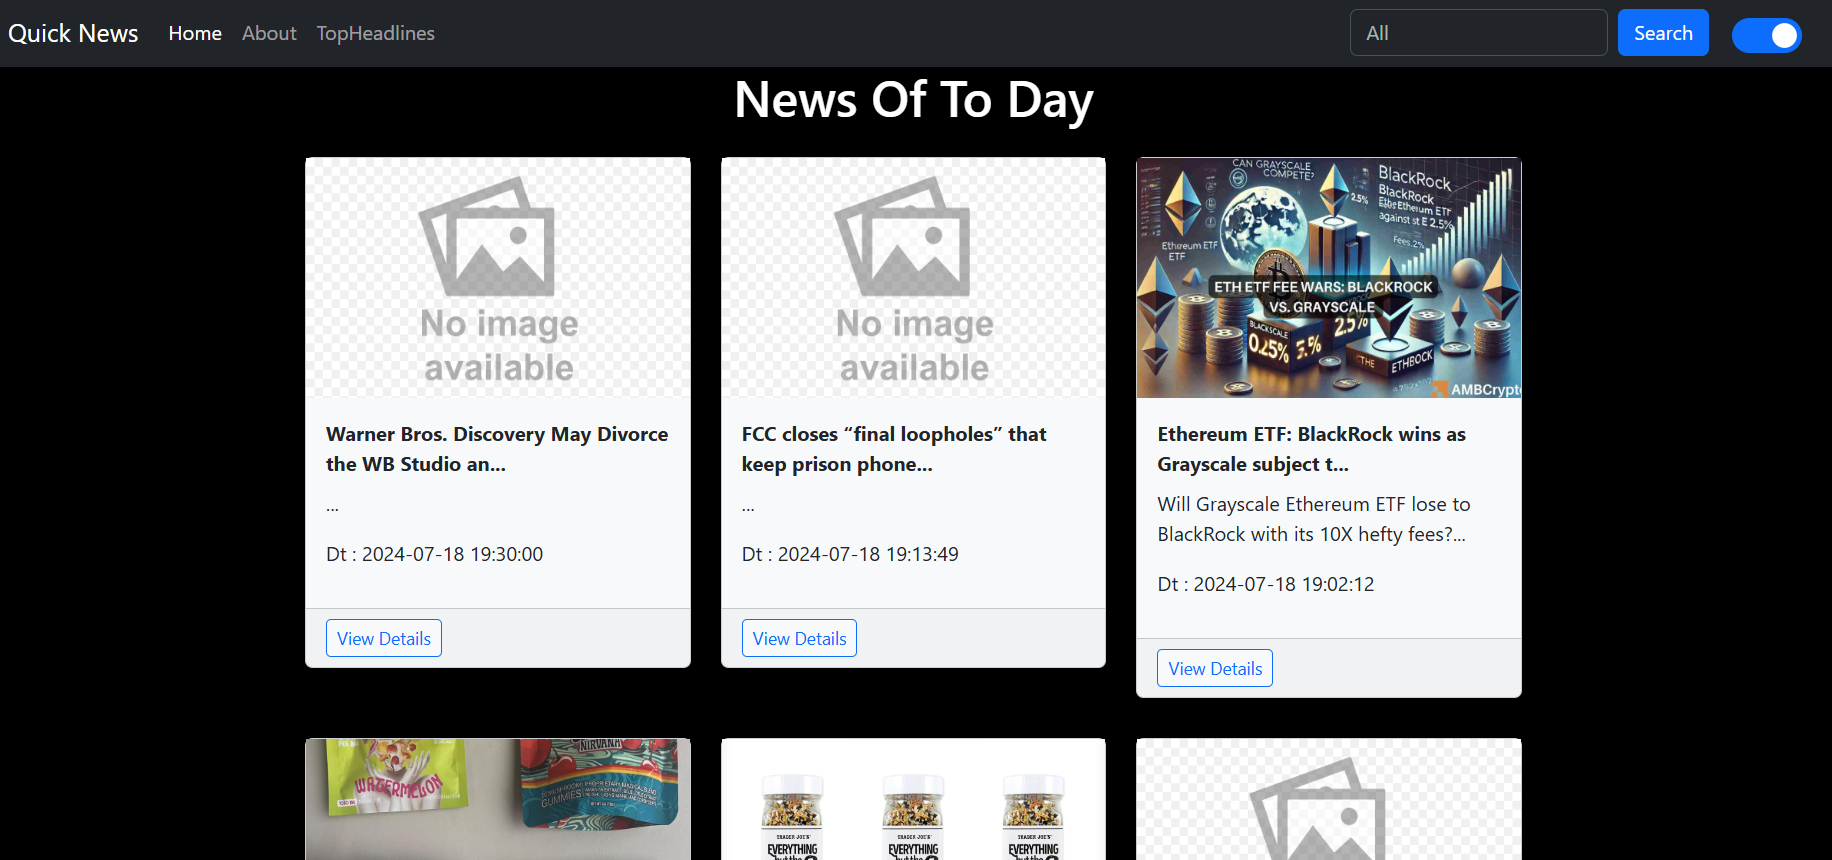 Quick News
Home
About
TopHeadlines
All
Search
News Of To Day
No image
available
Warner Bros. Discovery May Divorce
the WB Studio an...
...
Dt : 2024-07-18 19:30:00
View Details
No image
available
FCC closes “final loopholes” that
keep prison phone...
...
Dt : 2024-07-18 19:13:49
View Details
CAN GRAYSCALE
COMPETE?
BlackRock
BlackRock
against st E 2.5%
Fees.2%
2.5%
Ethereum ETF
ETF
ETH ETF FEE WARS: BLACKROCK
VS. GRAYSCALE
BLACKSCALE
0.25%
2.5%
THE
ETHBOCK
AMBCrypt
Ethereum ETF: BlackRock wins as
Grayscale subject t...
Will Grayscale Ethereum ETF lose to
BlackRock with its 10X hefty fees?...
Dt : 2024-07-18 19:02:12
View Details
WATERMELON
NIRVANA
GUMMIES
TRADER JOE'S
EVERYTHING
TRADER JOE'S
EVERYTHING
TRADER JOE'S
EVERYTHING